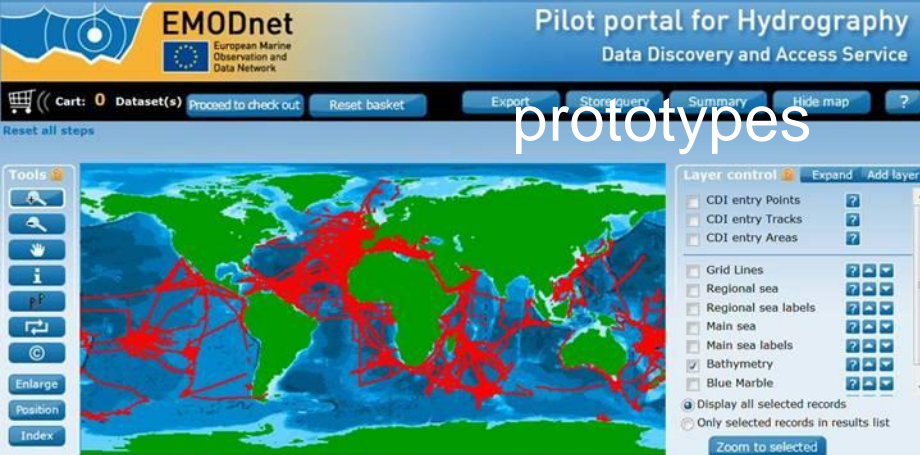 EMODnet
European Marine
Observation and
Data Network
Pilot portal for Hydrography
Data Discovery and Access Service
Cart: 0 Dataset(s) Proceed to check out Reset basket Export Store query Summary Hide map ?
prototypes
Reset all steps
Tools
i
©
Enlarge
Position
Index
Layer control Expand Add layer
CDI entry Points ?
CDI entry Tracks ?
CDI entry Areas ?
Grid Lines ?
Regional sea ?
Regional sea labels ?
Main sea ?
Main sea labels ?
Bathymetry ?
Blue Marble ?
Display all selected records
Only selected records in results list
Zoom to selected